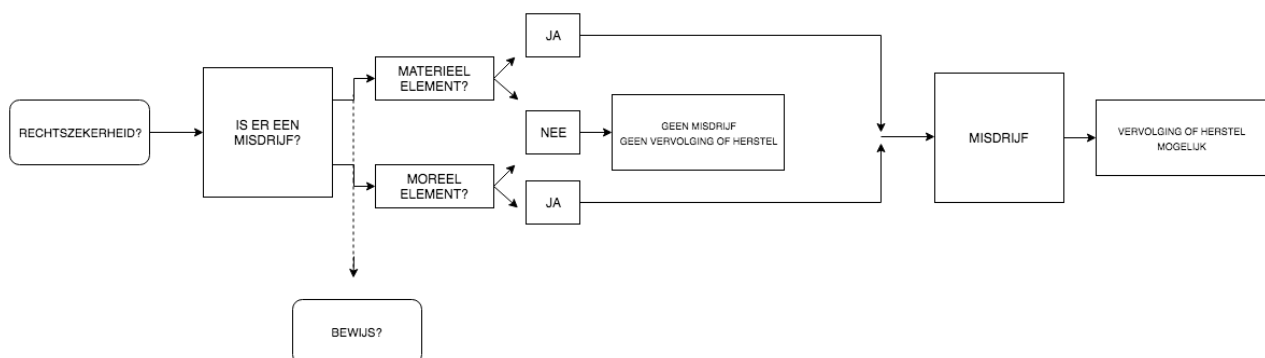 RECHTSZEKERHEID?
IS ER EEN
MISDRIJF?
MATERIEEL
ELEMENT?
MOREEL
ELEMENT?
JA
NEE
JA
GEEN MISDRIJF
GEEN VERVOLGING OF HERSTEL
MISDRIJF
VERVOLGING OF HERSTEL
MOGELIJK
BEWIJS?